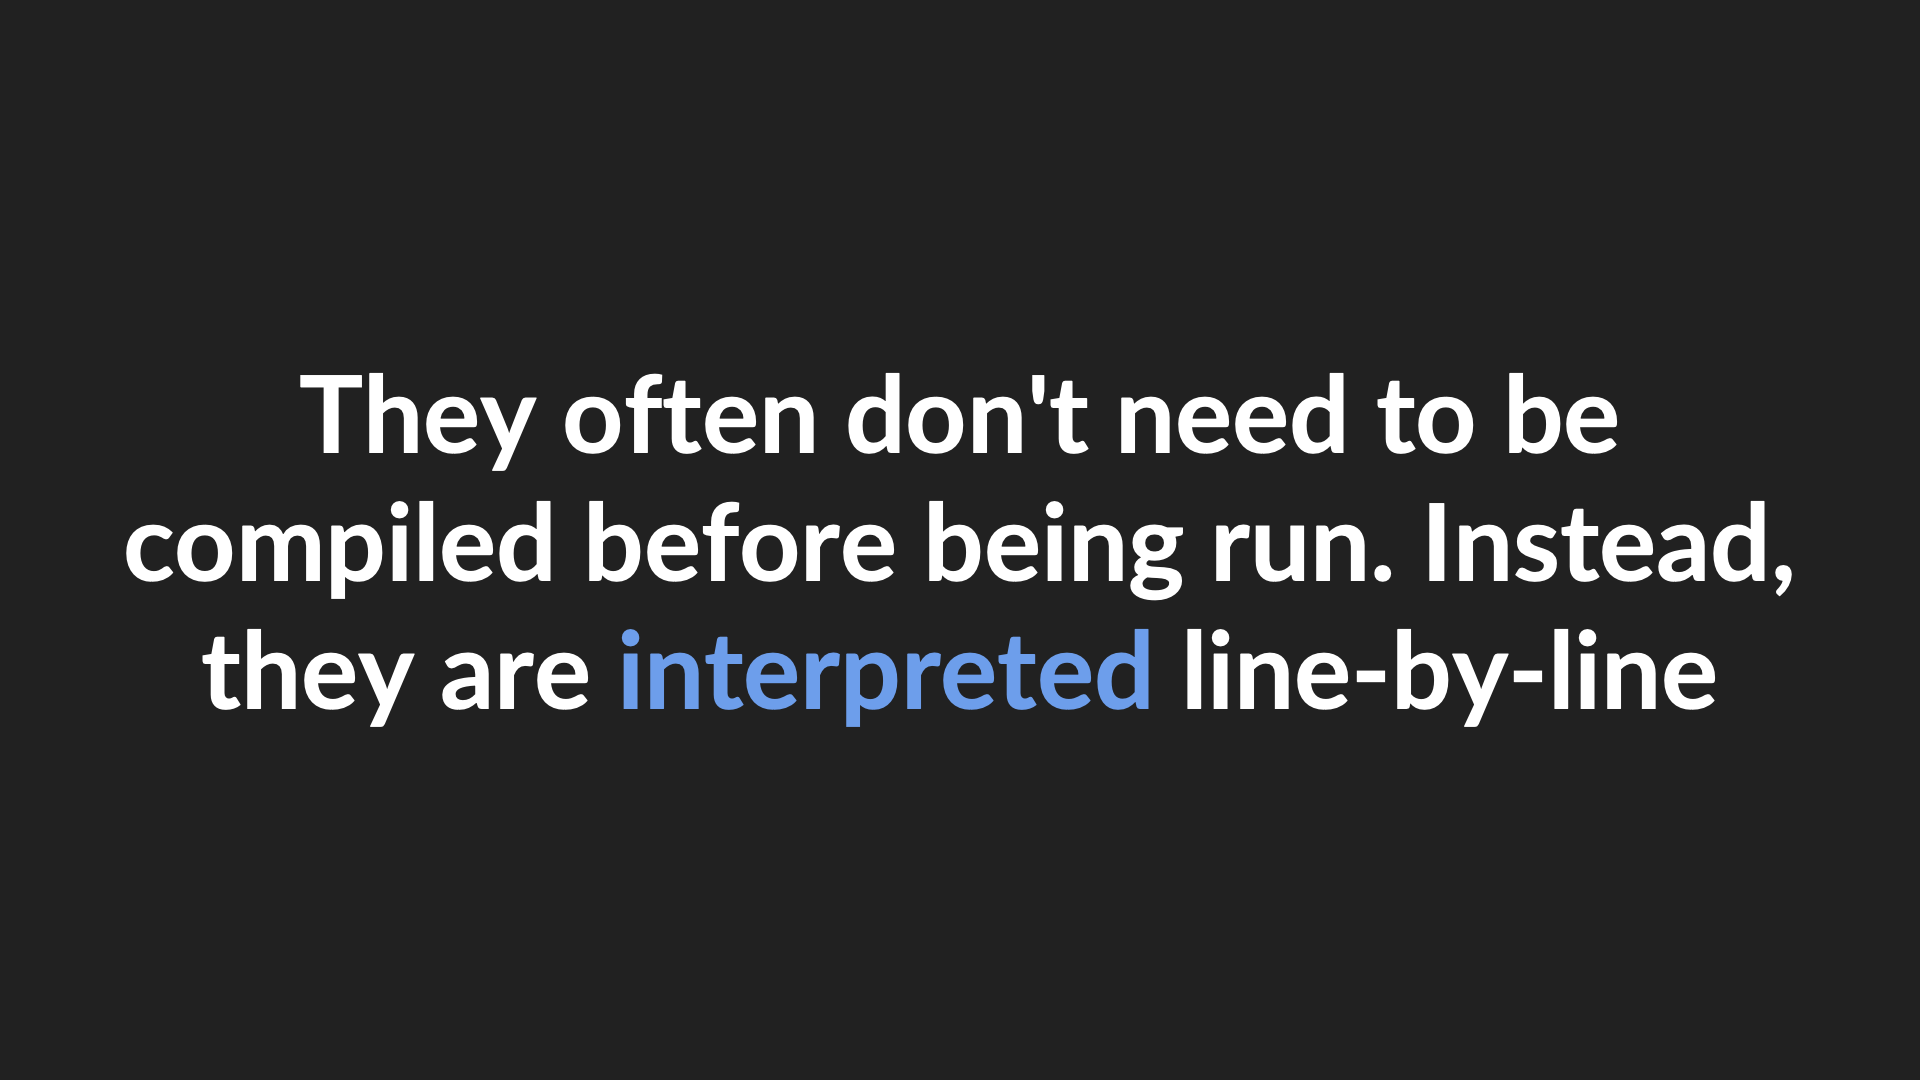 They often don't need to be
compiled before being run. Instead,
they are interpreted line-by-line